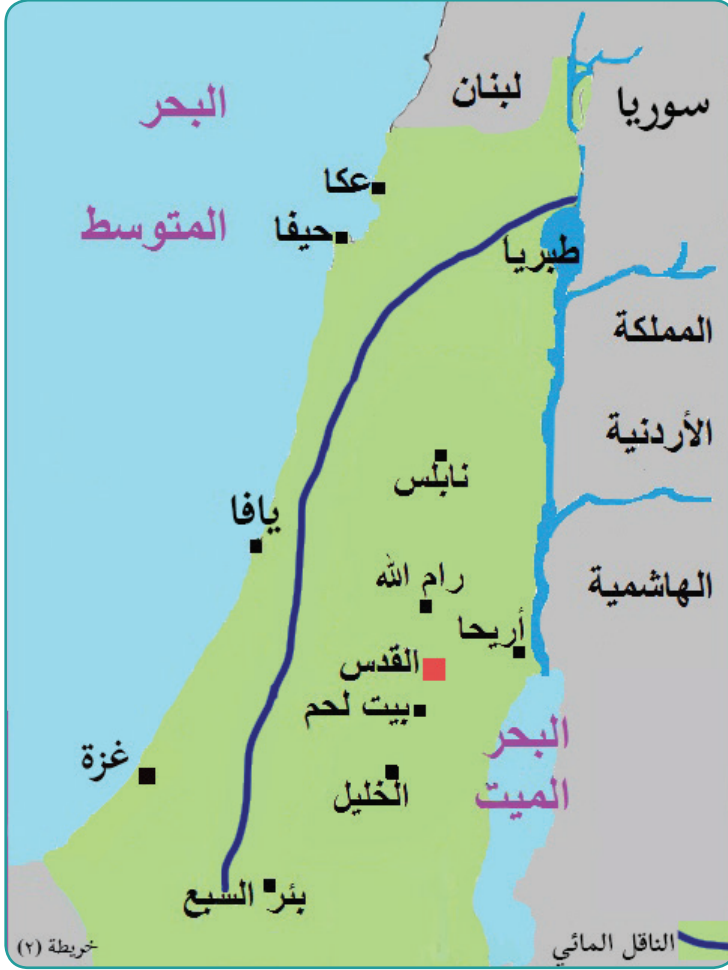 لبنان
سوريا
البحر
المتوسط
عكا
حيفا
طبريا
المملكة
الأردنية
الهاشمية
نابلس
يافا
رام الله
أريحا
القدس
بيت لحم
البحر
الميت
غزة
الخليل
بئر السبع
الناقل المائي
خريطة (٢)